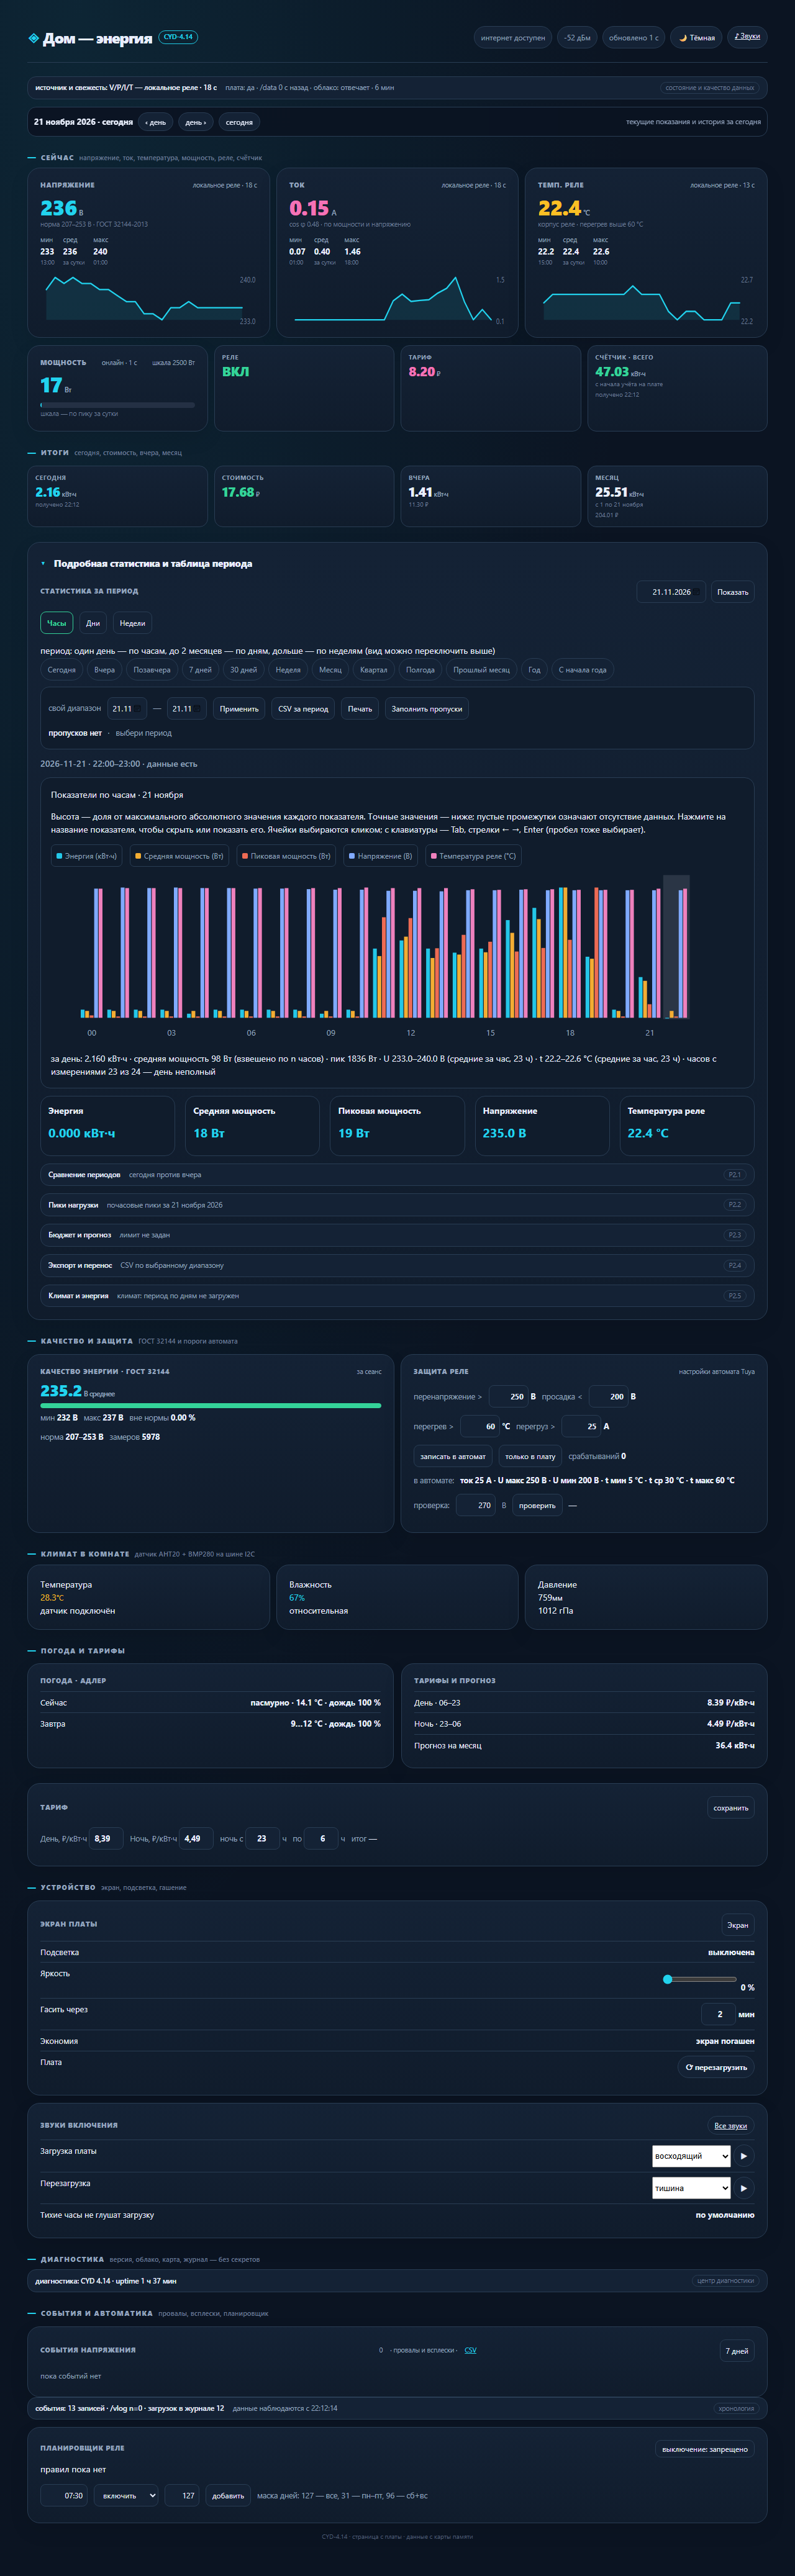 Дом — энергия CYD-4.14 интернет доступен -52 дБм обновлено 1 с 🌙 Тёмная ♪ Звуки
источник и свежесть: V/P/I/T — локальное реле · 18 с плата: да · /data 0 с назад · облако: отвечает · 6 мин состояние и качество данных
21 ноября 2026 · сегодня ‹ день день › сегодня текущие показания и история за сегодня
СЕЙЧАС напряжение, ток, температура, мощность, реле, счётчик
НАПРЯЖЕНИЕ локальное реле · 18 с
236 В
норма 207–253 В · ГОСТ 32144-2013
мин сред макс
233 236 240
13:00 за сутки 01:00
240.0
233.0
ТОК локальное реле · 18 с
0.15 А
cos φ 0.48 · по мощности и напряжению
мин сред макс
0.07 0.40 1.46
01:00 за сутки 18:00
1.5
0.1
ТЕМП. РЕЛЕ локальное реле · 13 с
22.4 °C
корпус реле · перегрев выше 60 °C
мин сред макс
22.2 22.4 22.6
15:00 за сутки 10:00
22.7
22.2
МОЩНОСТЬ онлайн · 1 с шкала 2500 Вт
17 Вт
шкала — по пику за сутки
РЕЛЕ
ВКЛ
ТАРИФ
8.20 ₽
СЧЁТЧИК · ВСЕГО
47.03 кВт·ч
с начала учёта на плате
получено 22:12
ИТОГИ сегодня, стоимость, вчера, месяц
СЕГОДНЯ
2.16 кВт·ч
получено 22:12
СТОИМОСТЬ
17.68 ₽
ВЧЕРА
1.41 кВт·ч
11.30 ₽
МЕСЯЦ
25.51 кВт·ч
с 1 по 21 ноября
204.01 ₽
Подробная статистика и таблица периода
СТАТИСТИКА ЗА ПЕРИОД 21.11.2026 Показать
Часы Дни Недели
период: один день — по часам, до 2 месяцев — по дням, дольше — по неделям (вид можно переключить выше)
Сегодня Вчера Позавчера 7 дней 30 дней Неделя Месяц Квартал Полгода Прошлый месяц Год С начала года
свой диапазон 21.11 — 21.11 Применить CSV за период Печать Заполнить пропуски
пропусков нет · выбери период
2026-11-21 · 22:00–23:00 · данные есть
Показатели по часам · 21 ноября
Высота — доля от максимального абсолютного значения каждого показателя. Точные значения — ниже; пустые промежутки означают отсутствие данных. Нажмите на
название показателя, чтобы скрыть или показать его. Ячейки выбираются кликом; с клавиатуры — Tab, стрелки ← →, Enter (пробел тоже выбирает).
Энергия (кВт·ч) Средняя мощность (Вт) Пиковая мощность (Вт) Напряжение (В) Температура реле (°C)
00 03 06 09 12 15 18 21
за день: 2.160 кВт·ч · средняя мощность 98 Вт (взвешено по n часов) · пик 1836 Вт · U 233.0–240.0 В (средние за час, 23 ч) · t 22.2–22.6 °C (средние за час, 23 ч) · часов с
измерениями 23 из 24 — день неполный
Энергия
0.000 кВт·ч
Средняя мощность
18 Вт
Пиковая мощность
19 Вт
Напряжение
235.0 В
Температура реле
22.4 °C
Сравнение периодов сегодня против вчера P2.1
Пики нагрузки почасовые пики за 21 ноября 2026 P2.2
Бюджет и прогноз лимит не задан P2.3
Экспорт и перенос CSV по выбранному диапазону P2.4
Климат и энергия климат: период по дням не загружен P2.5
КАЧЕСТВО И ЗАЩИТА ГОСТ 32144 и пороги автомата
КАЧЕСТВО ЭНЕРГИИ · ГОСТ 32144 за сеанс
235.2 В среднее
мин 232 В макс 237 В вне нормы 0.00 %
норма 207–253 В замеров 5978
ЗАЩИТА РЕЛЕ настройки автомата Tuya
перенапряжение > 250 В просадка < 200 В
перегрев > 60 °C перегруз > 25 А
записать в автомат только в плату срабатываний 0
в автомате: ток 25 А · U макс 250 В · U мин 200 В · t мин 5 °C · t ср 30 °C · t макс 60 °C
проверка: 270 В проверить —
КЛИМАТ В КОМНАТЕ датчик AHT20 + BMP280 на шине I2C
Температура
28.3°C
датчик подключён
Влажность
67%
относительная
Давление
759мм
1012 гПа
ПОГОДА И ТАРИФЫ
ПОГОДА · АДЛЕР
Сейчас пасмурно · 14.1 °C · дождь 100 %
Завтра 9…12 °C · дождь 100 %
ТАРИФЫ И ПРОГНОЗ
День · 06–23 8.39 ₽/кВт·ч
Ночь · 23–06 4.49 ₽/кВт·ч
Прогноз на месяц 36.4 кВт·ч
ТАРИФ сохранить
День, ₽/кВт·ч 8,39 Ночь, ₽/кВт·ч 4,49 ночь с 23 ч по 6 ч итог —
УСТРОЙСТВО экран, подсветка, гашение
ЭКРАН ПЛАТЫ Экран
Подсветка выключена
Яркость 0 %
Гасить через 2 мин
Экономия экран погашен
Плата ⟳ перезагрузить
ЗВУКИ ВКЛЮЧЕНИЯ Все звуки
Загрузка платы восходящий ▶
Перезагрузка тишина ▶
Тихие часы не глушат загрузку по умолчанию
ДИАГНОСТИКА версия, облако, карта, журнал — без секретов
диагностика: CYD 4.14 · uptime 1 ч 37 мин центр диагностики
СОБЫТИЯ И АВТОМАТИКА провалы, всплески, планировщик
СОБЫТИЯ НАПРЯЖЕНИЯ 0 · провалы и всплески · CSV 7 дней
пока событий нет
события: 13 записей · /vlog n=0 · загрузок в журнале 12 данные наблюдаются с 22:12:14 хронология
ПЛАНИРОВЩИК РЕЛЕ выключение: запрещено
правил пока нет
07:30 включить 127 добавить маска дней: 127 — все, 31 — пн–пт, 96 — сб+вс
CYD-4.14 · страница с платы · данные с карты памяти